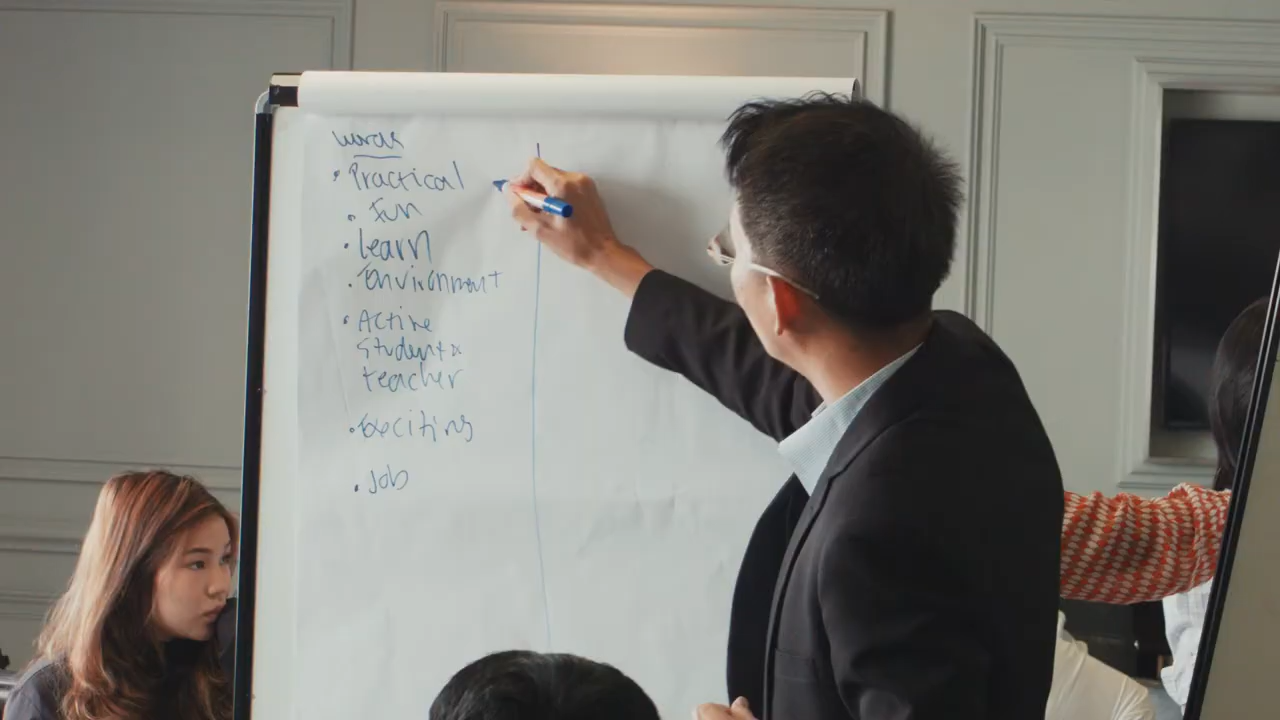 words
• Practical
• Fun
• learn
• Environment
• Active
Student &
teacher
• Exciting
• Job